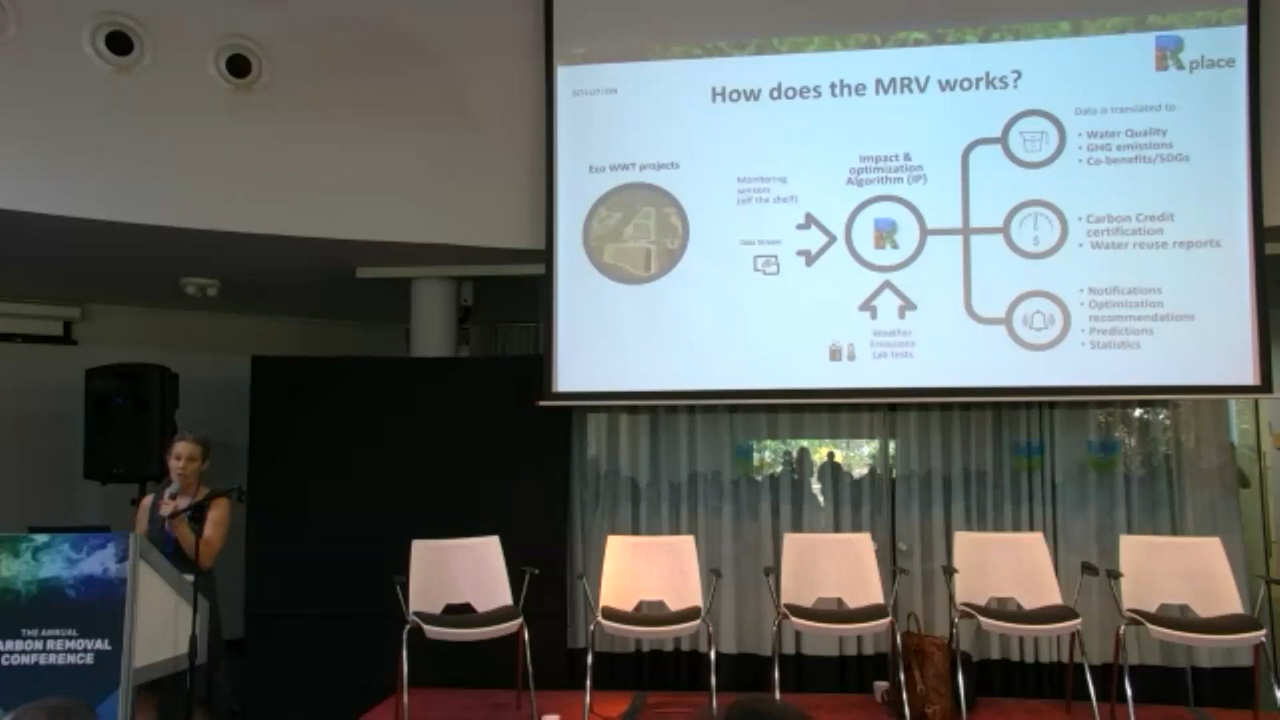 SOLUTION
How does the MRV works?
R place
Eco WWT projects
Monitoring
sensors
(off the shelf)
Data Stream
Impact &
optimization
Algorithm (IP)
R
Weather
Emissions
Lab tests
Data is translated to:
• Water Quality
• GHG emissions
• Co-benefits/SDGs
$
• Carbon Credit
certification
• Water reuse reports
• Notifications
• Optimization
recommendations
• Predictions
• Statistics
THE ANNUAL
ARBON REMOVAL
CONFERENCE